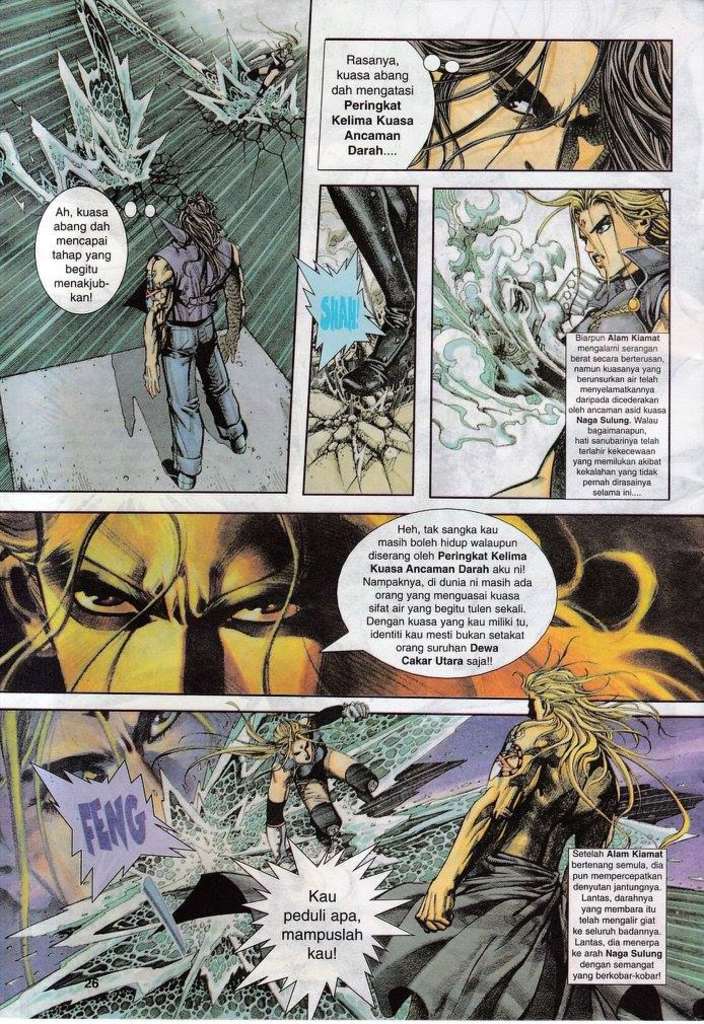 Ah, kuasa
abang dah
mencapai
tahap yang
begitu
menakjub-
kan!
Rasanya,
kuasa abang
dah mengatasi
Peringkat
Kelima Kuasa
Ancaman
Darah....
SHAH!
Biarpun Alam Kiamat
mengalami serangan
berat secara berterusan,
namun kuasanya yang
berunsurkan air telah
menyelamatkannya
daripada dicederakan
oleh ancaman asid kuasa
Naga Sulung. Walau
bagaimanapun,
hati sanubarinya telah
terlahir kekecewaan
yang memilukan akibat
kekalahan yang tidak
pernah dirasainya
selama ini....
Heh, tak sangka kau
masih boleh hidup walaupun
diserang oleh Peringkat Kelima
Kuasa Ancaman Darah aku ni!
Nampaknya, di dunia ni masih ada
orang yang menguasai kuasa
sifat air yang begitu tulen sekali.
Dengan kuasa yang kau miliki tu,
identiti kau mesti bukan setakat
orang suruhan Dewa
Cakar Utara saja!!
FENG
Kau
peduli apa,
mampuslah
kau!
Setelah Alam Kiamat
bertenang semula, dia
pun mempercepatkan
denyutan jantungnya.
Lantas, darahnya
yang membara itu
telah mengalir giat
ke seluruh badannya.
Lantas, dia menerpa
ke arah Naga Sulung
dengan semangat
yang berkobar-kobar!
26